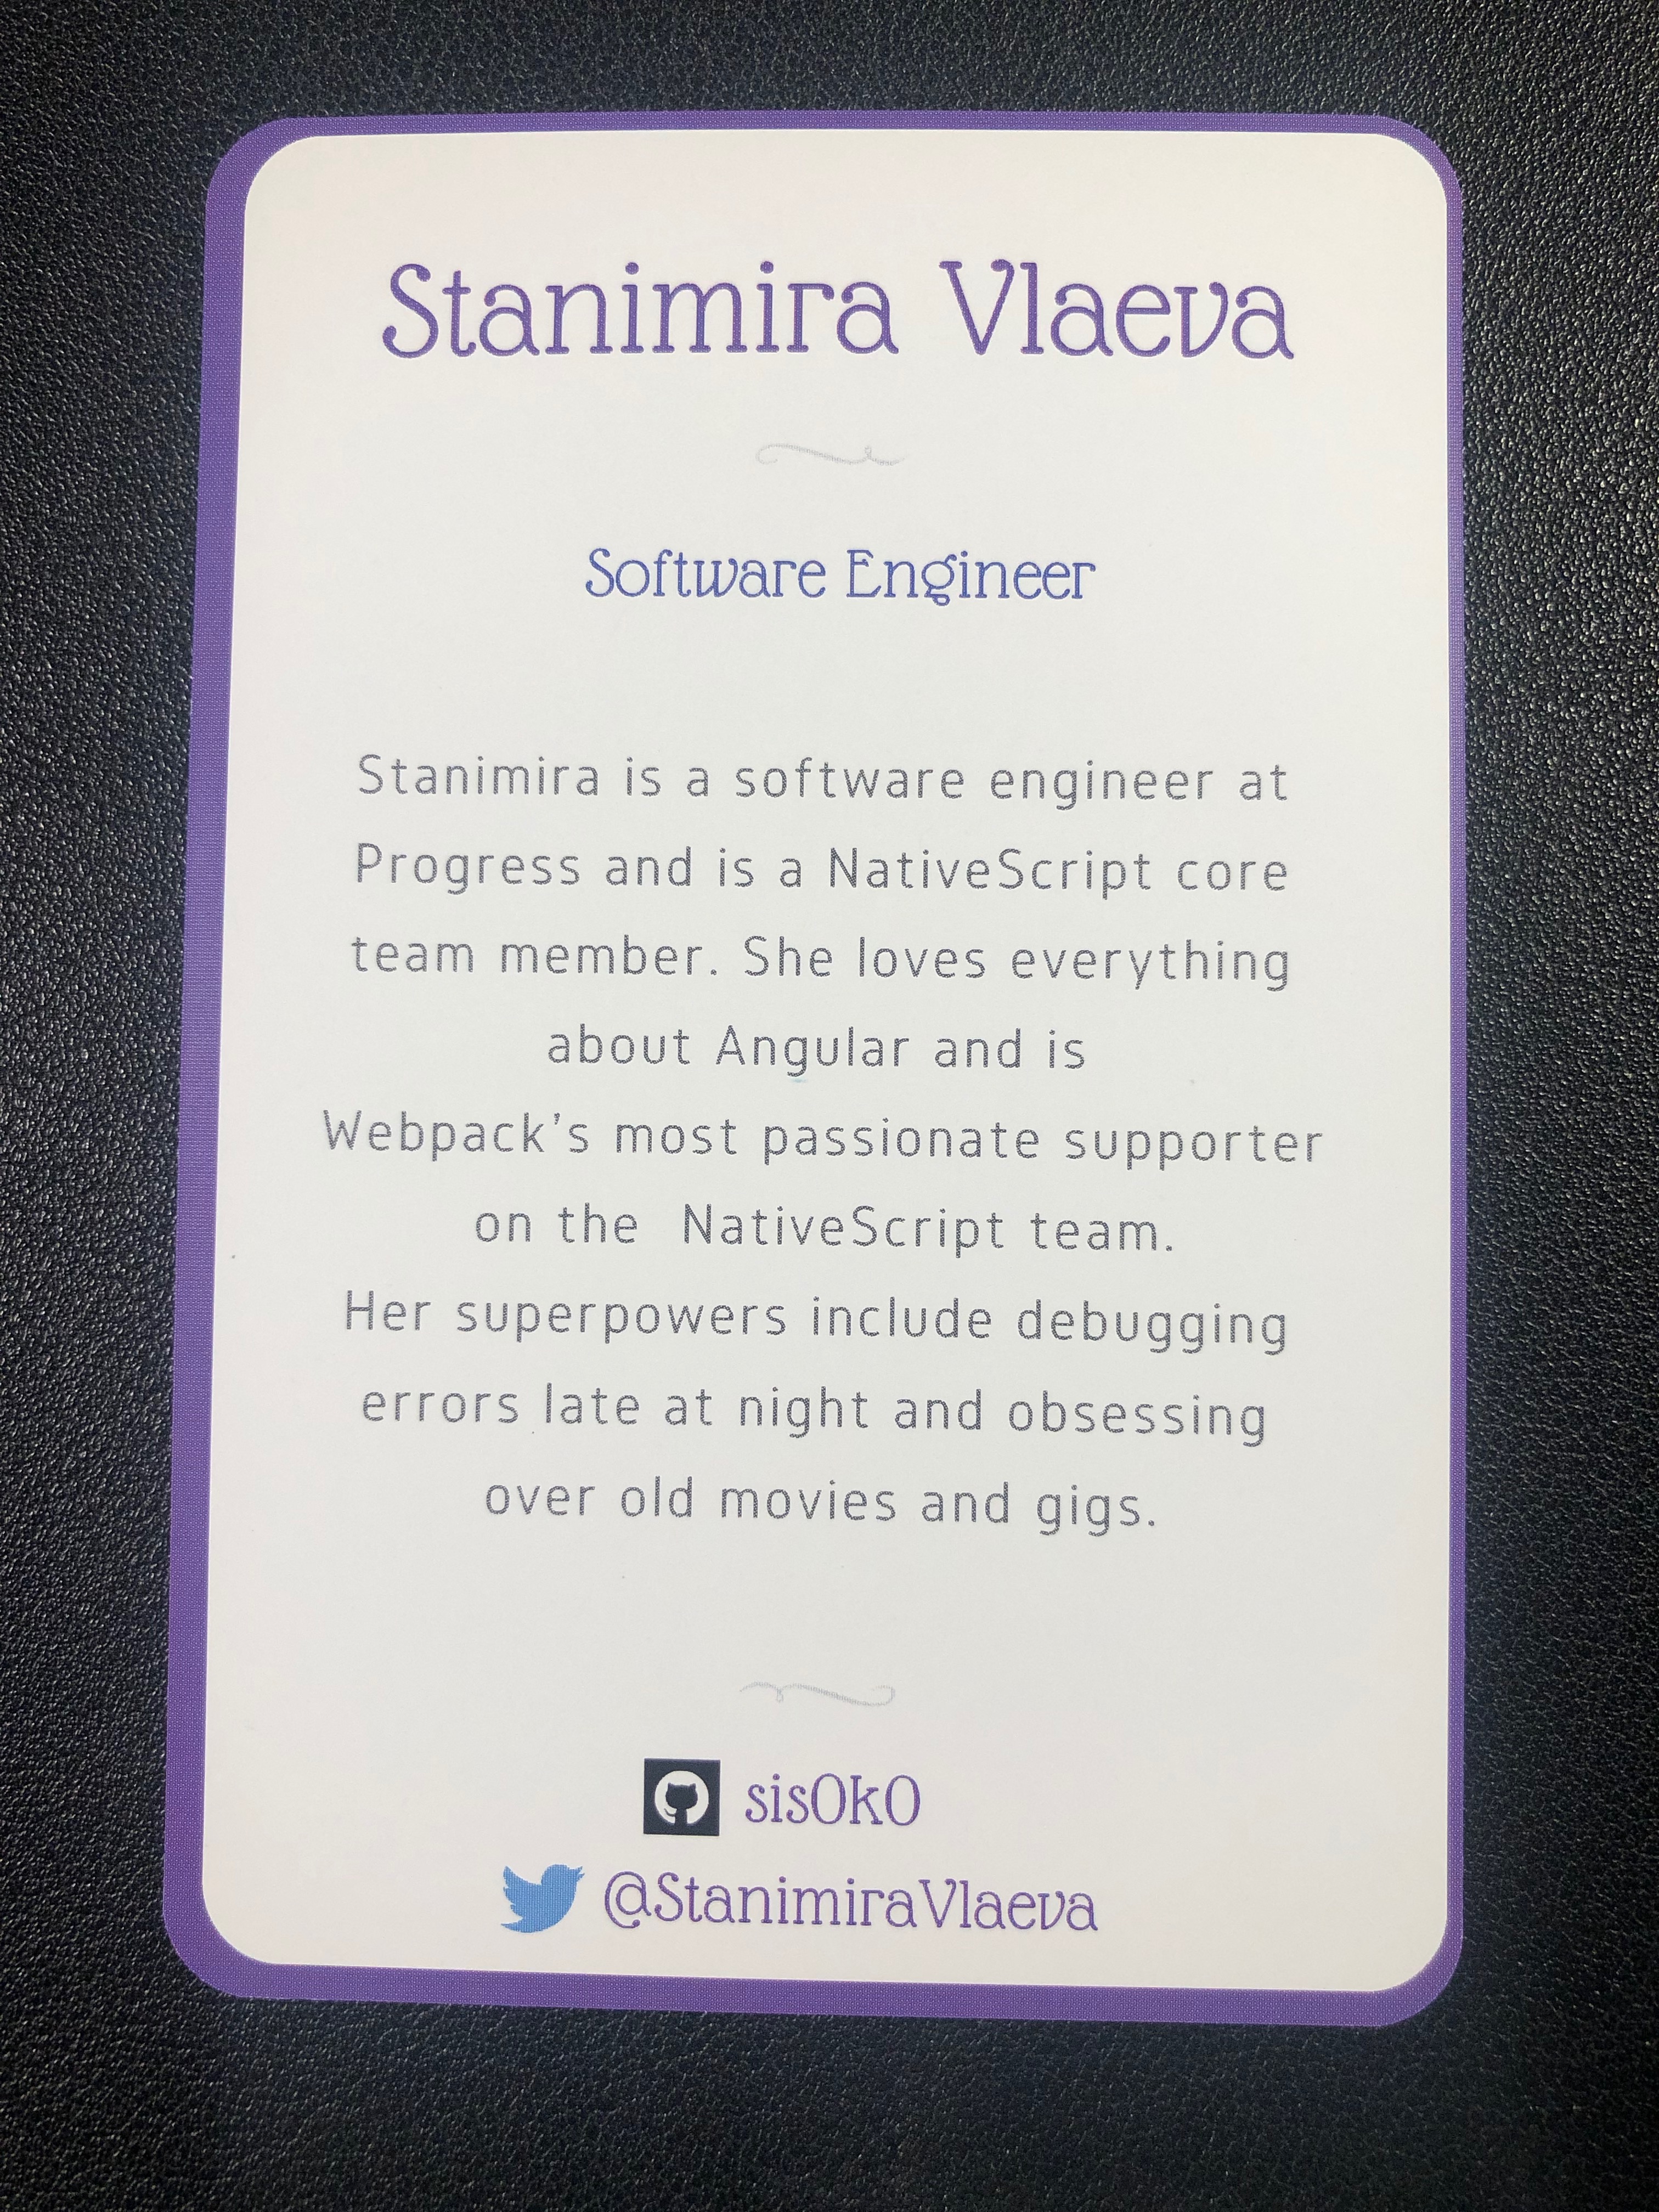 Stanimira Vlaeva
Software Engineer
Stanimira is a software engineer at
Progress and is a NativeScript core
team member. She loves everything
about Angular and is
Webpack's most passionate supporter
on the  NativeScript team.
Her superpowers include debugging
errors late at night and obsessing
over old movies and gigs.
sis0k0
@StanimiraVlaeva